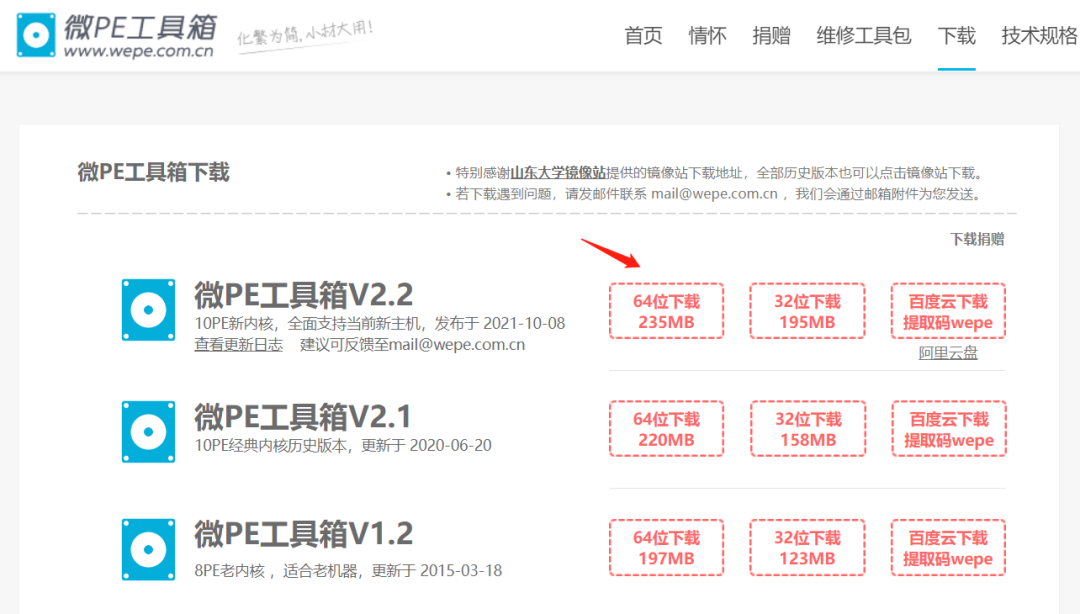 微PE工具箱
www.wepe.com.cn
化繁为简,小材大用!
首页 情怀 捐赠 维修工具包 下载 技术规格
微PE工具箱下载
• 特别感谢山东大学镜像站提供的镜像站下载地址，全部历史版本也可以点击镜像站下载。
• 若下载遇到问题，请发邮件联系 mail@wepe.com.cn ，我们会通过邮箱附件为您发送。
下载捐赠
微PE工具箱V2.2
10PE新内核，全面支持当前新主机，发布于 2021-10-08
查看更新日志 建议可反馈至mail@wepe.com.cn
64位下载
235MB
32位下载
195MB
百度云下载
提取码wepe
阿里云盘
微PE工具箱V2.1
10PE经典内核历史版本，更新于 2020-06-20
64位下载
220MB
32位下载
158MB
百度云下载
提取码wepe
微PE工具箱V1.2
8PE老内核 ，适合老机器，更新于 2015-03-18
64位下载
197MB
32位下载
123MB
百度云下载
提取码wepe